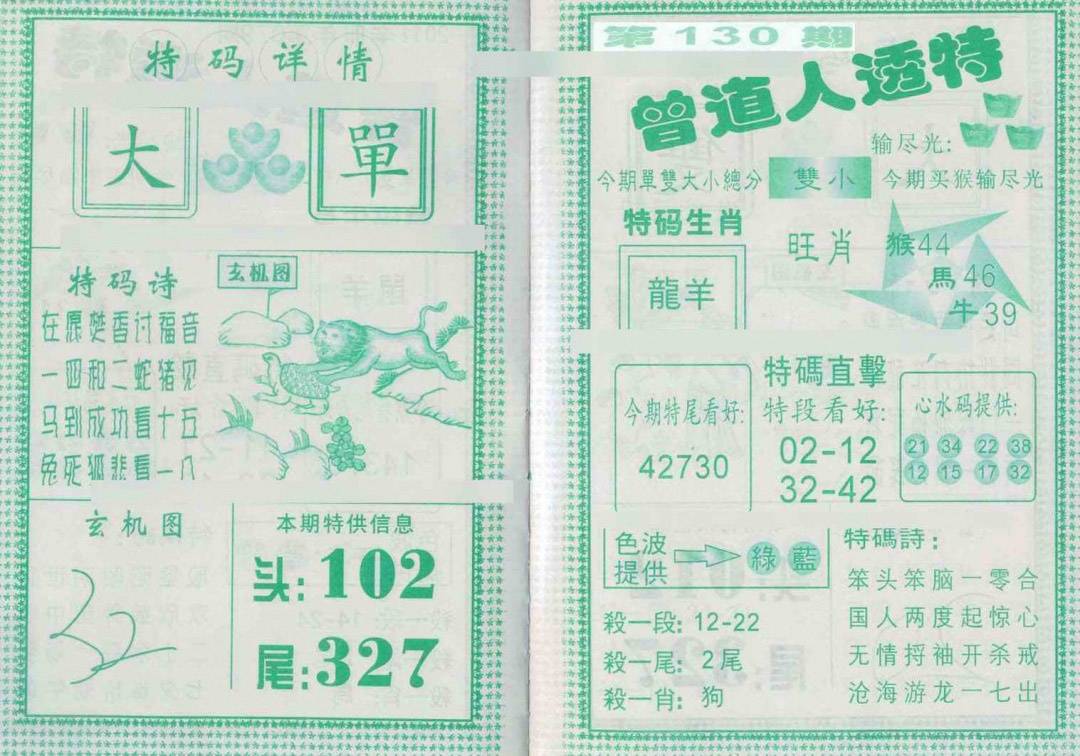 特码详情
大 單
特码诗
玄机图
在愿焚香讨福音
一四和二蛇猪见
马到成功看十五
兔死狐悲看一八
玄机图
本期特供信息
头:102
尾:327
第130期
曾道人透特
输尽光:
今期單雙大小總分 雙小 今期买猴输尽光
特码生肖
龍羊
旺肖
猴44
馬46
牛39
今期特尾看好:
42730
特碼直擊
特段看好:
02-12
32-42
心水码提供:
21 34 22 38
12 15 17 32
色波
提供
綠 藍
殺一段: 12-22
殺一尾: 2尾
殺一肖: 狗
特碼詩:
笨头笨脑一零合
国人两度起惊心
无情捋袖开杀戒
沧海游龙一七出